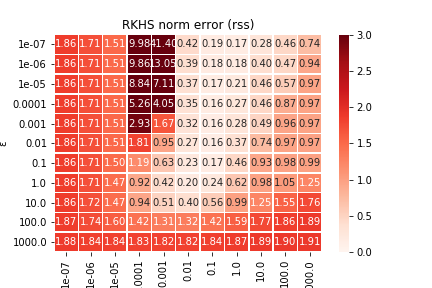 RKHS norm error (rss)
1e-07 1.86 1.71 1.51 9.98 41.40 0.42 0.19 0.17 0.28 0.46 0.74
1e-06 1.86 1.71 1.51 9.86 13.05 0.39 0.18 0.18 0.40 0.47 0.94
1e-05 1.86 1.71 1.51 8.84 7.11 0.37 0.17 0.21 0.46 0.57 0.97
0.0001 1.86 1.71 1.51 5.26 4.05 0.35 0.16 0.27 0.46 0.87 0.97
0.001 1.86 1.71 1.51 2.93 1.67 0.32 0.16 0.28 0.49 0.96 0.97
0.01 1.86 1.71 1.51 1.81 0.95 0.27 0.16 0.37 0.74 0.97 0.97
0.1 1.86 1.71 1.50 1.19 0.63 0.23 0.17 0.46 0.93 0.98 0.99
1.0 1.86 1.71 1.47 0.92 0.42 0.20 0.24 0.62 0.98 1.05 1.25
10.0 1.86 1.72 1.47 0.94 0.51 0.40 0.56 0.99 1.25 1.55 1.76
100.0 1.87 1.74 1.60 1.42 1.31 1.32 1.42 1.59 1.77 1.86 1.89
1000.0 1.88 1.84 1.84 1.83 1.82 1.82 1.84 1.87 1.89 1.90 1.91
1e-07 1e-06 1e-05 0001 0.001 0.01 0.1 1.0 10.0 100.0 000.0
ε
3.0
2.5
2.0
1.5
1.0
0.5
0.0